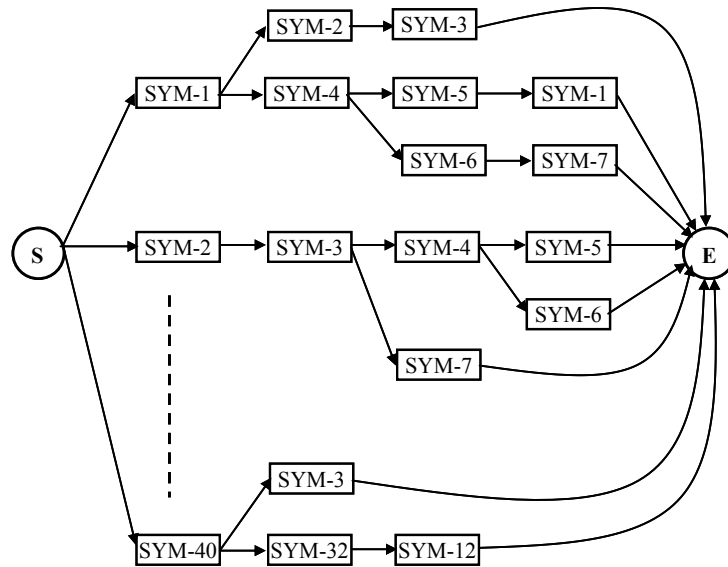 SYM-2 SYM-3
SYM-1 SYM-4 SYM-5 SYM-1
SYM-6 SYM-7
S SYM-2 SYM-3 SYM-4 SYM-5 E
SYM-6
SYM-7
SYM-3
SYM-40 SYM-32 SYM-12